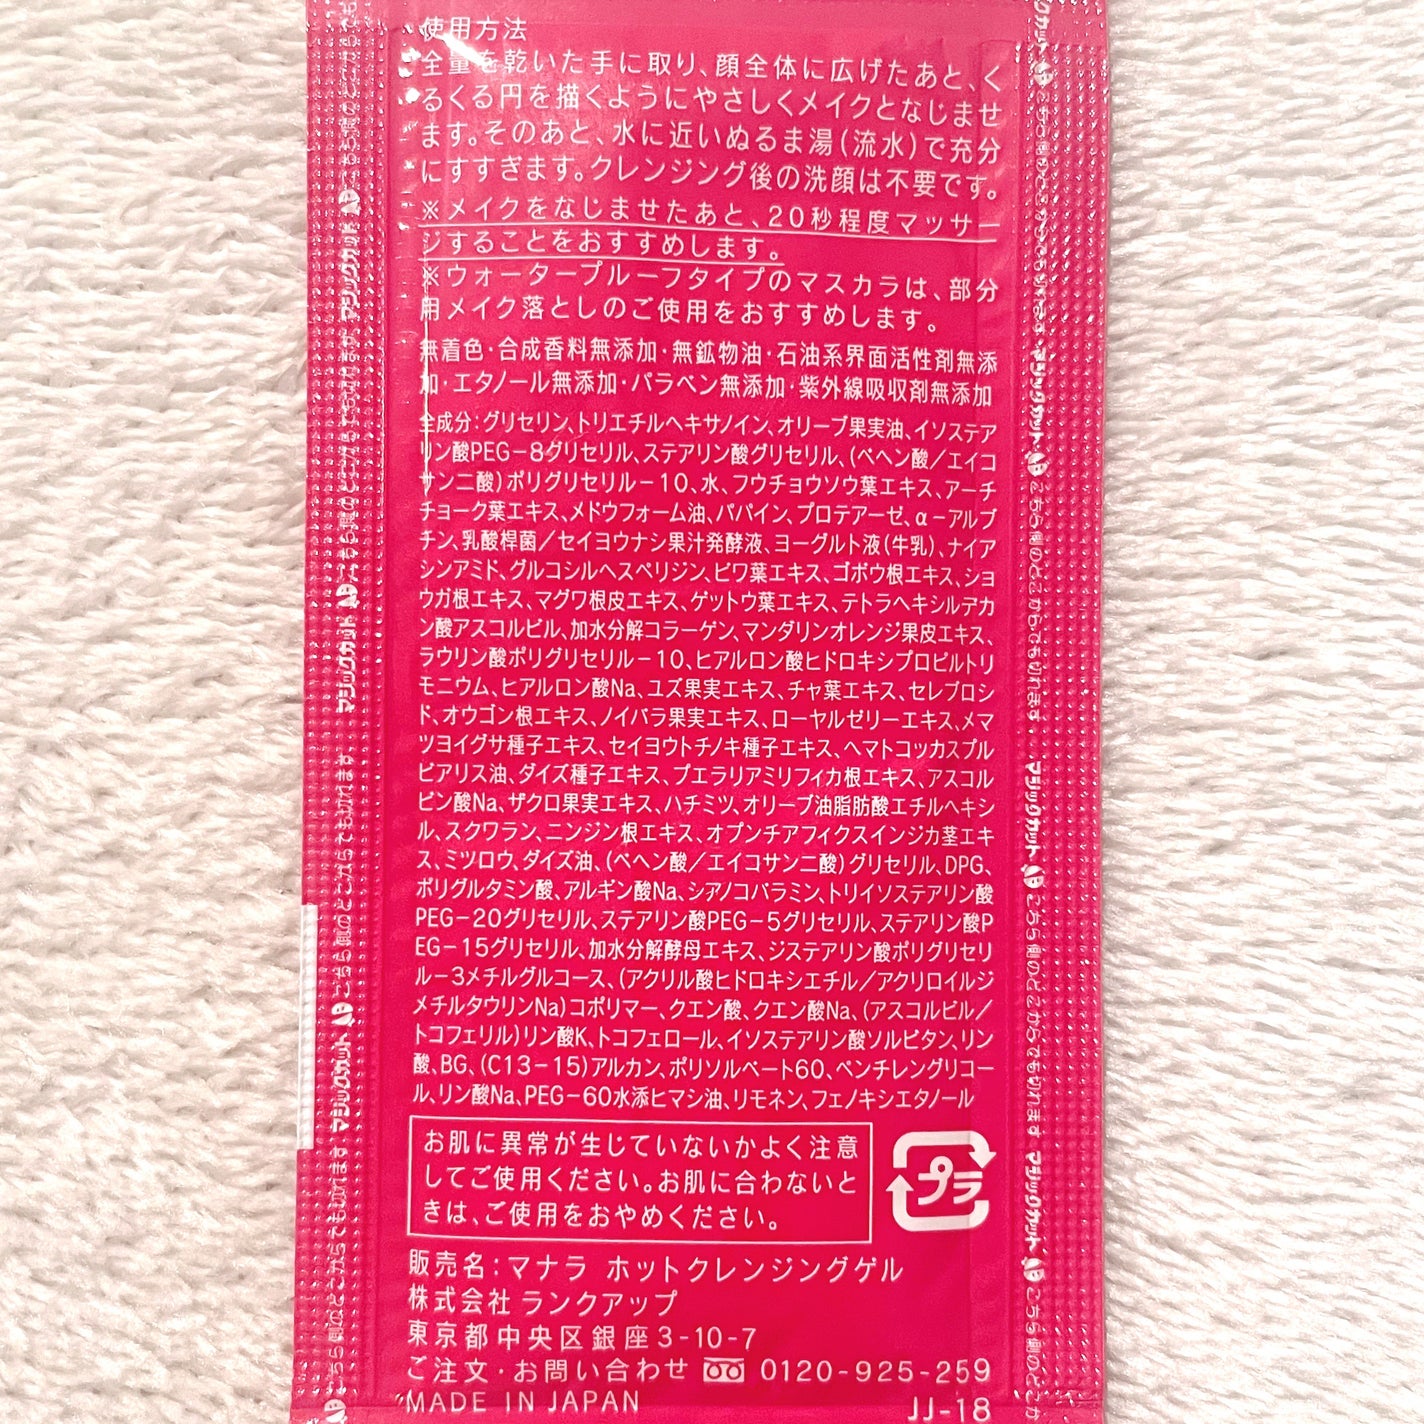 使用方法
全量を乾いた手に取り、顔全体に広げたあと、く
るくる円を描くようにやさしくメイクとなじませ
ます。そのあと、水に近いぬるま湯(流水)で充分
にすすぎます。クレンジング後の洗顔は不要です。
※メイクをなじませたあと、20秒程度マッサー
ジすることをおすすめします。
※ウォータープルーフタイプのマスカラは、部分
用メイク落としのご使用をおすすめします。
無着色・合成香料無添加・無鉱物油・石油系界面活性剤無添
加・エタノール無添加・パラベン無添加・紫外線吸収剤無添加
全成分:グリセリン、トリエチルヘキサノイン、オリーブ果実油、イソステア
リン酸PEG-8グリセリル、ステアリン酸グリセリル、(ベヘン酸/エイコ
サン二酸)ポリグリセリル-10、水、フウチョウソウ葉エキス、アーチ
チョーク葉エキス、メドウフォーム油、パパイン、プロテアーゼ、α-アルブ
チン、乳酸桿菌/セイヨウナシ果汁発酵液、ヨーグルト液(牛乳)、ナイア
シンアミド、グルコシルヘスペリジン、ビワ葉エキス、ゴボウ根エキス、ショ
ウガ根エキス、マグワ根皮エキス、ゲットウ葉エキス、テトラヘキシルデカ
ン酸アスコルビル、加水分解コラーゲン、マンダリンオレンジ果皮エキス、
ラウリン酸ポリグリセリル-10、ヒアルロン酸ヒドロキシプロピルトリ
モニウム、ヒアルロン酸Na、ユズ果実エキス、チャ葉エキス、セレブロシ
ド、オウゴン根エキス、ノイバラ果実エキス、ローヤルゼリーエキス、メマ
ツヨイグサ種子エキス、セイヨウトチノキ種子エキス、ヘマトコッカスプル
ビアリス油、ダイズ種子エキス、プエラリアミリフィカ根エキス、アスコル
ビン酸Na、ザクロ果実エキス、ハチミツ、オリーブ油脂肪酸エチルヘキシ
ル、スクワラン、ニンジン根エキス、オプンチアフィクスインジカ茎エキ
ス、ミツロウ、ダイズ油、(ベヘン酸/エイコサン二酸)グリセリル、DPG、
ポリグルタミン酸、アルギン酸Na、シアノコバラミン、トリイソステアリン酸
PEG-20グリセリル、ステアリン酸PEG-5グリセリル、ステアリン酸P
EG-15グリセリル、加水分解酵母エキス、ジステアリン酸ポリグリセリ
ル-3メチルグルコース、(アクリル酸ヒドロキシエチル/アクリロイルジ
メチルタウリンNa)コポリマー、クエン酸、クエン酸Na、(アスコルビル/
トコフェリル)リン酸K、トコフェロール、イソステアリン酸ソルビタン、リン
酸、BG、(C13-15)アルカン、ポリソルベート60、ペンチレングリコー
ル、リン酸Na、PEG-60水添ヒマシ油、リモネン、フェノキシエタノール
お肌に異常が生じていないかよく注意
してご使用ください。お肌に合わないと
きは、ご使用をおやめください。
プラ
販売名:マナラ ホットクレンジングゲル
株式会社ランクアップ
東京都中央区銀座3-10-7
ご注文・お問い合わせ 0120-925-259
MADE IN JAPAN
JJ-18
こちら側のどこからでも切れます マジックカット
こちら側のどこからでも切れます マジックカット